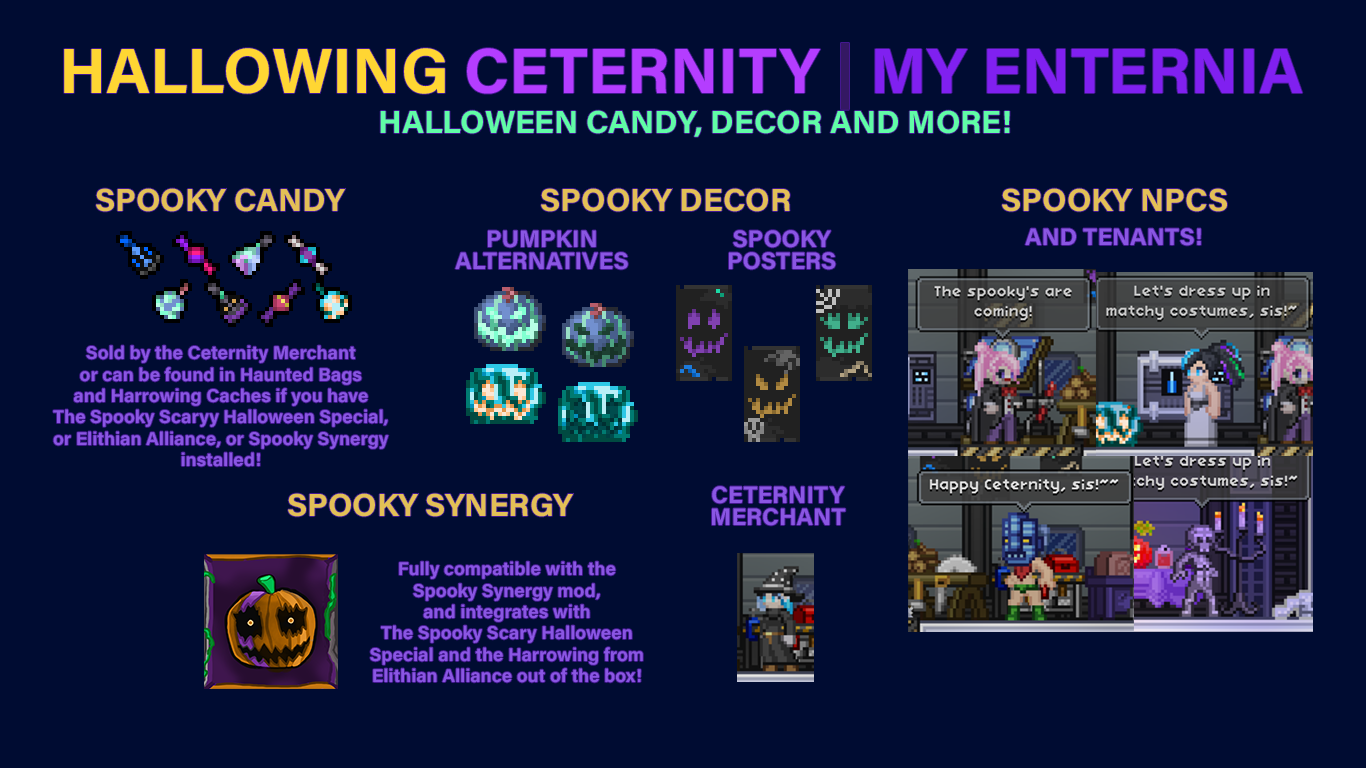 HALLOWING CETERNITY | MY ENTERNIA
HALLOWEEN CANDY, DECOR AND MORE!
SPOOKY CANDY
Sold by the Ceternity Merchant
or can be found in Haunted Bags
and Harrowing Caches if you have
The Spooky Scaryy Halloween Special,
or Elithian Alliance, or Spooky Synergy
installed!
SPOOKY DECOR
PUMPKIN
ALTERNATIVES
SPOOKY
POSTERS
SPOOKY NPCS
AND TENANTS!
The spooky's are
coming!
Let's dress up in
matchy costumes, sis!~
Happy Ceternity, sis!~~
Let's dress up in
tchy costumes, sis!~
SPOOKY SYNERGY
Fully compatible with the
Spooky Synergy mod,
and integrates with
The Spooky Scary Halloween
Special and the Harrowing from
Elithian Alliance out of the box!
CETERNITY
MERCHANT